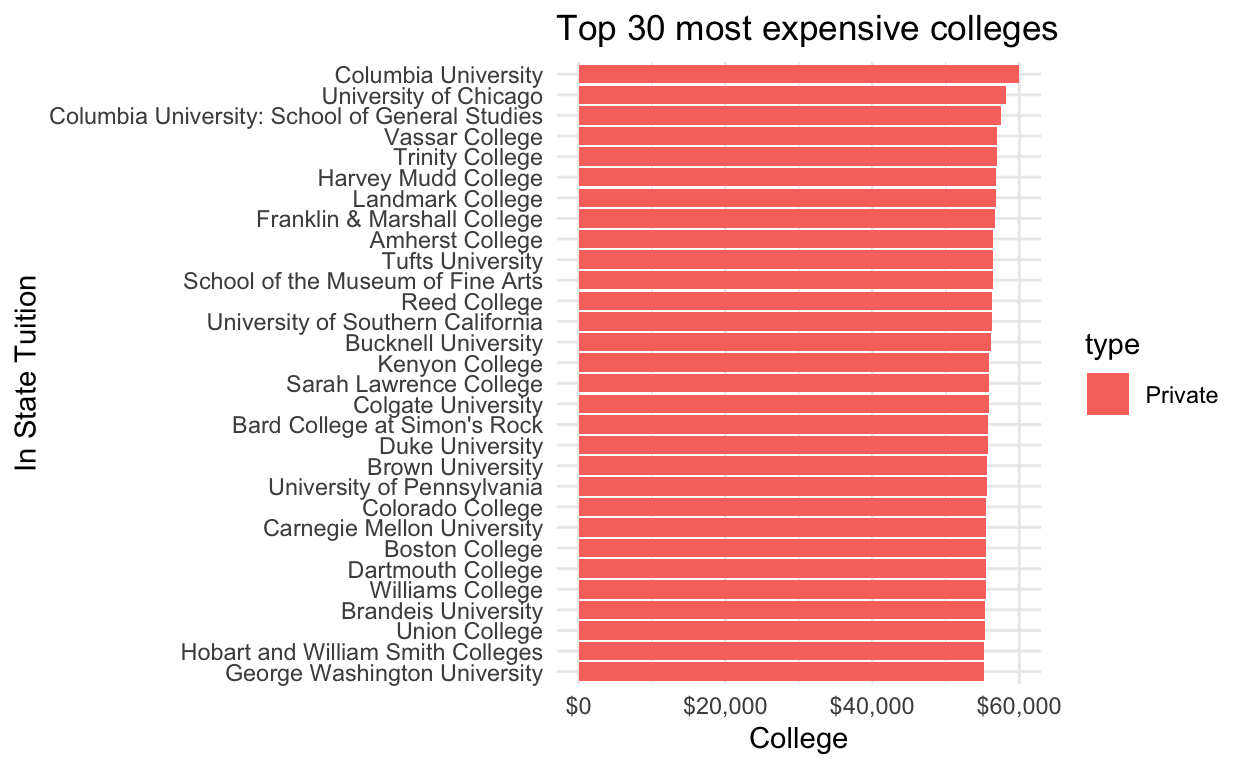 Top 30 most expensive colleges
Columbia University
University of Chicago
Columbia University: School of General Studies
Vassar College
Trinity College
Harvey Mudd College
Landmark College
Franklin & Marshall College
Amherst College
Tufts University
School of the Museum of Fine Arts
Reed College
University of Southern California
Bucknell University
Kenyon College
Sarah Lawrence College
Colgate University
Bard College at Simon's Rock
Duke University
Brown University
University of Pennsylvania
Colorado College
Carnegie Mellon University
Boston College
Dartmouth College
Williams College
Brandeis University
Union College
Hobart and William Smith Colleges
George Washington University
In State Tuition
$0 $20,000 $40,000 $60,000
College
type
Private